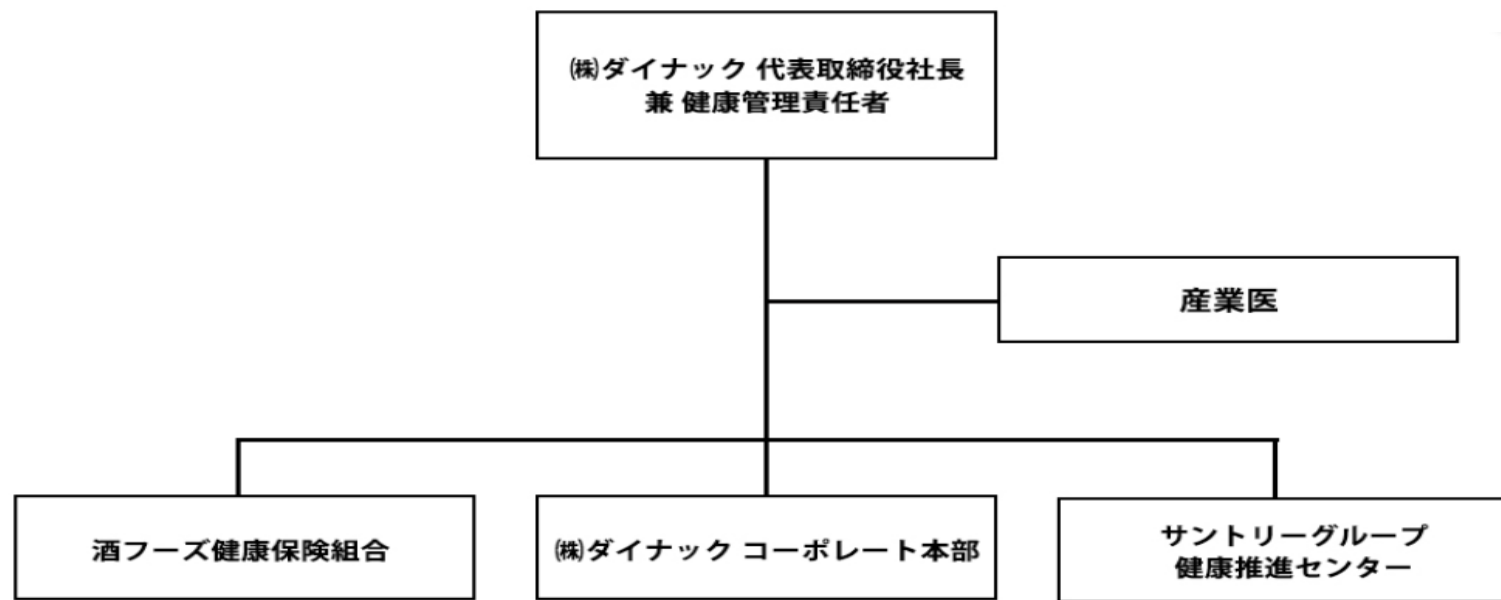 ㈱ダイナック 代表取締役社長
兼 健康管理責任者
産業医
酒フーズ健康保険組合
㈱ダイナック コーポレート本部
サントリーグループ
健康推進センター